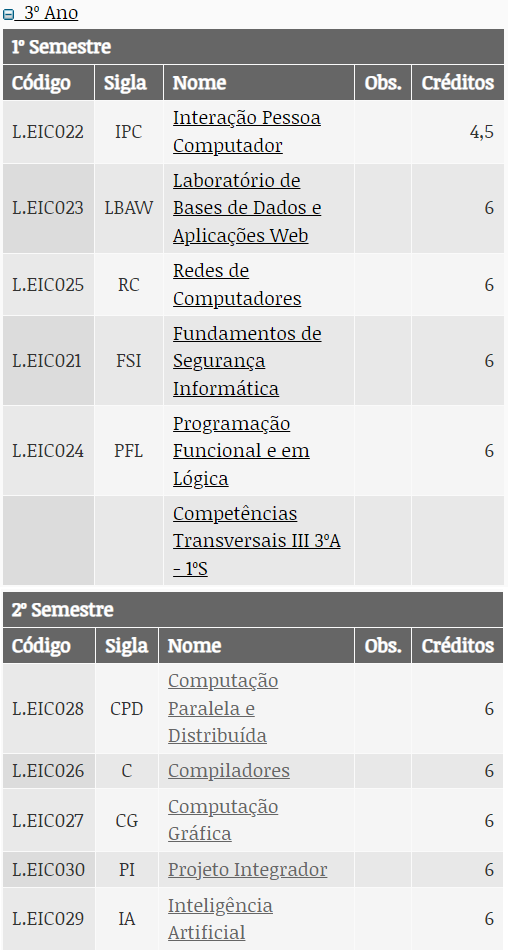 3º Ano
1º Semestre
Código Sigla Nome Obs. Créditos
L.EIC022 IPC Interação Pessoa
Computador 4,5
L.EIC023 LBAW Laboratório de
Bases de Dados e
Aplicações Web 6
L.EIC025 RC Redes de
Computadores 6
L.EIC021 FSI Fundamentos de
Segurança
Informática 6
L.EIC024 PFL Programação
Funcional e em
Lógica 6
Competências
Transversais III 3ºA
- 1ºS
2º Semestre
Código Sigla Nome Obs. Créditos
L.EIC028 CPD Computação
Paralela e
Distribuída 6
L.EIC026 C Compiladores 6
L.EIC027 CG Computação
Gráfica 6
L.EIC030 PI Projeto Integrador 6
L.EIC029 IA Inteligência
Artificial 6